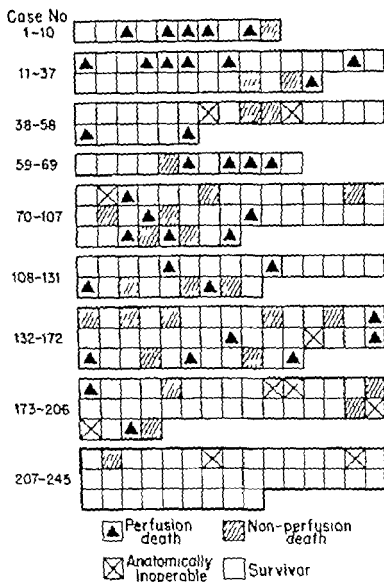 Case No
1~10
11~37
38-58
59-69
70-107
108-131
132-172
173~206
207-245
Perfusion death
Non-perfusion death
Anatomically inoperable
Survivor